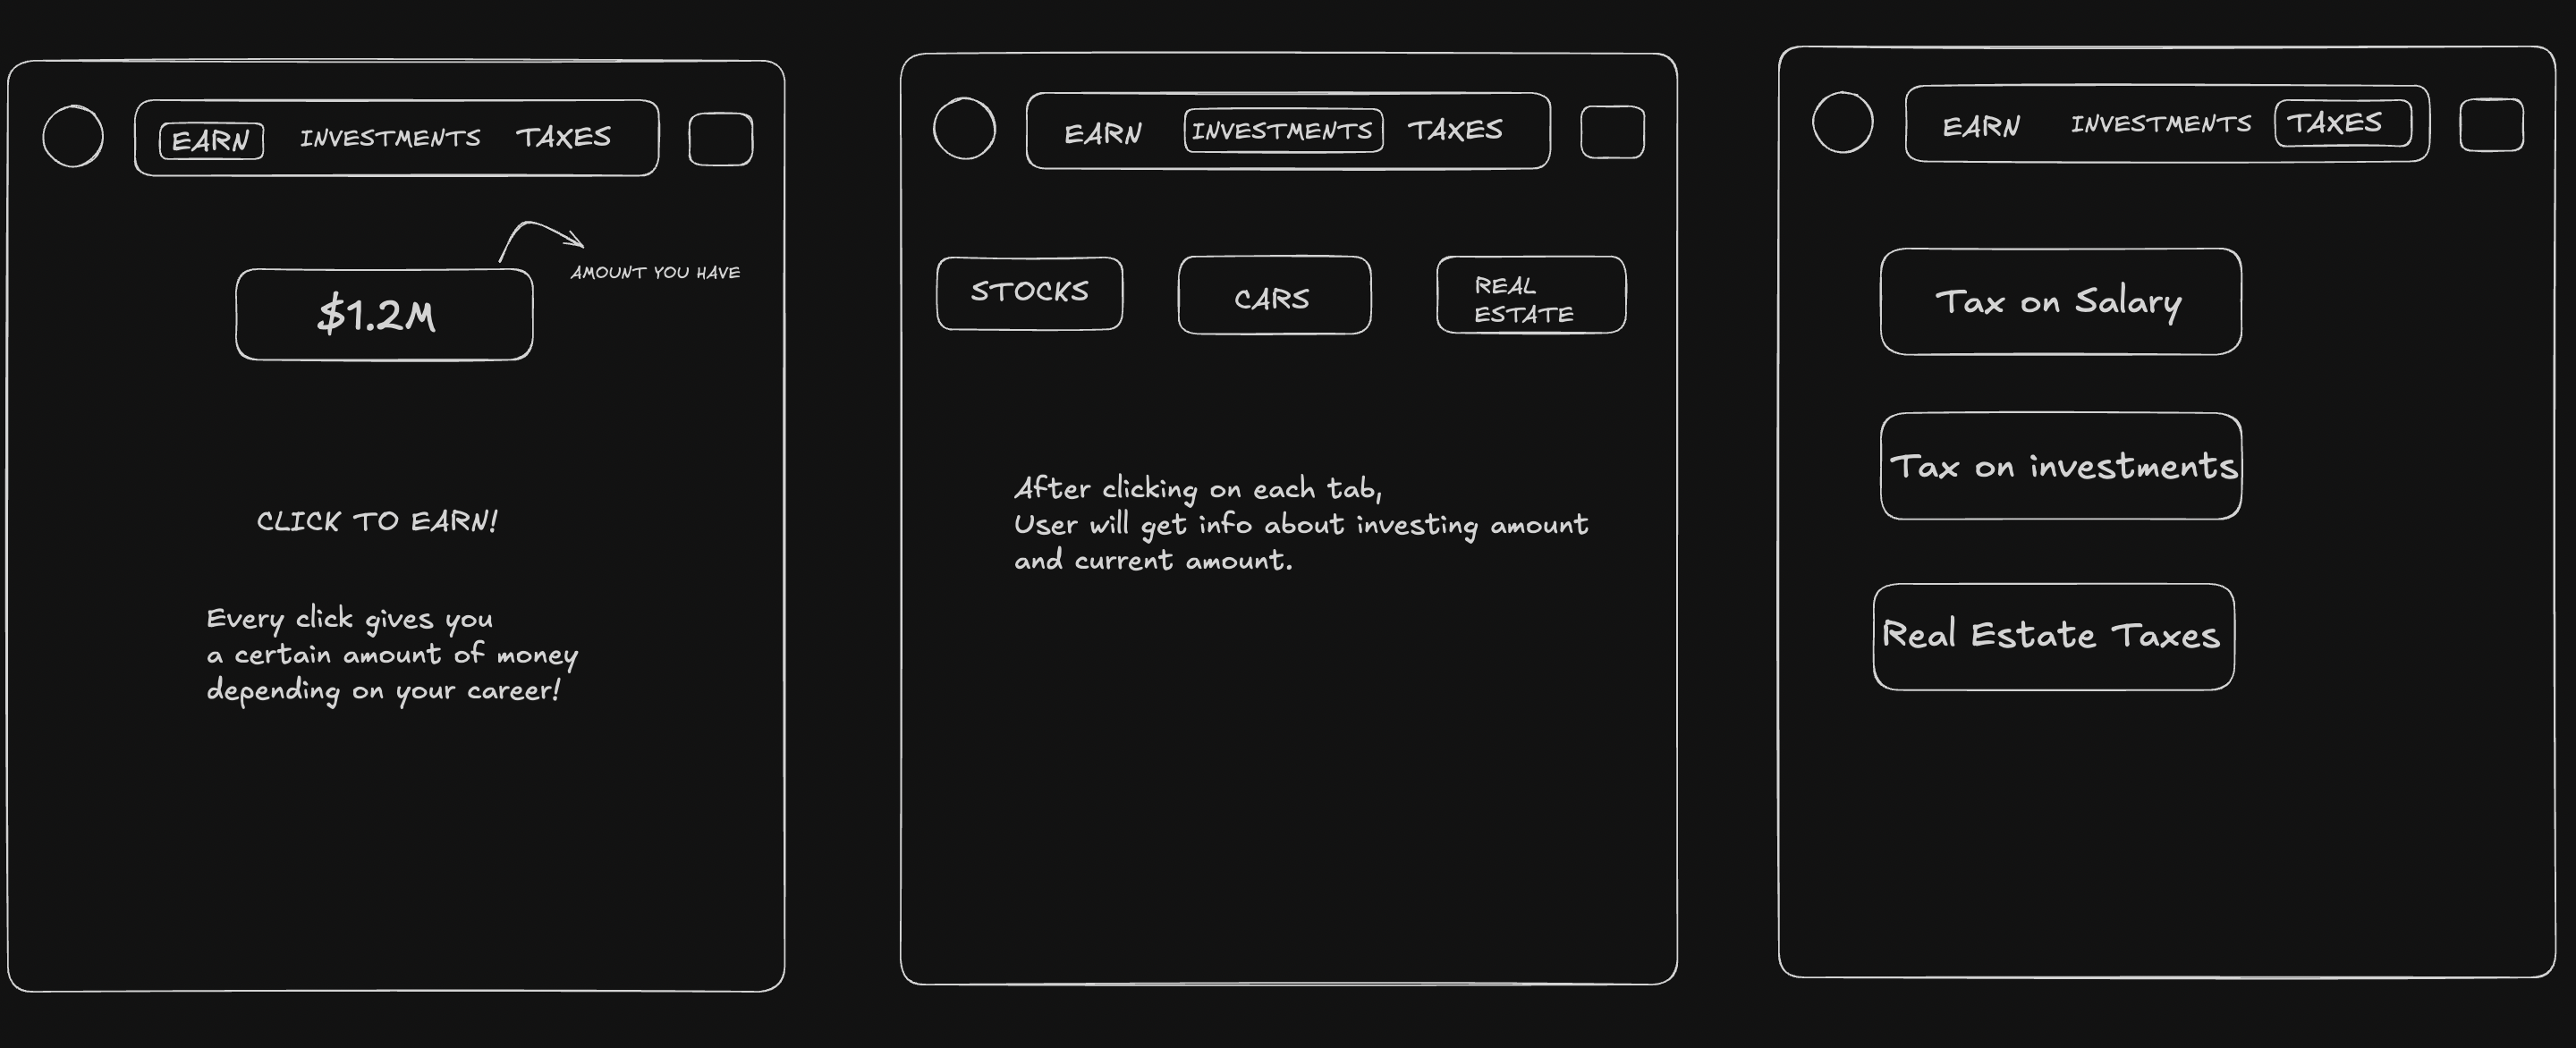 EARN
INVESTMENTS
TAXES
AMOUNT YOU HAVE
$1.2M
CLICK TO EARN!
Every click gives you
a certain amount of money
depending on your career!
EARN
INVESTMENTS
TAXES
STOCKS
CARS
REAL
ESTATE
After clicking on each tab,
User will get info about investing amount
and current amount.
EARN
INVESTMENTS
TAXES
Tax on Salary
Tax on investments
Real Estate Taxes